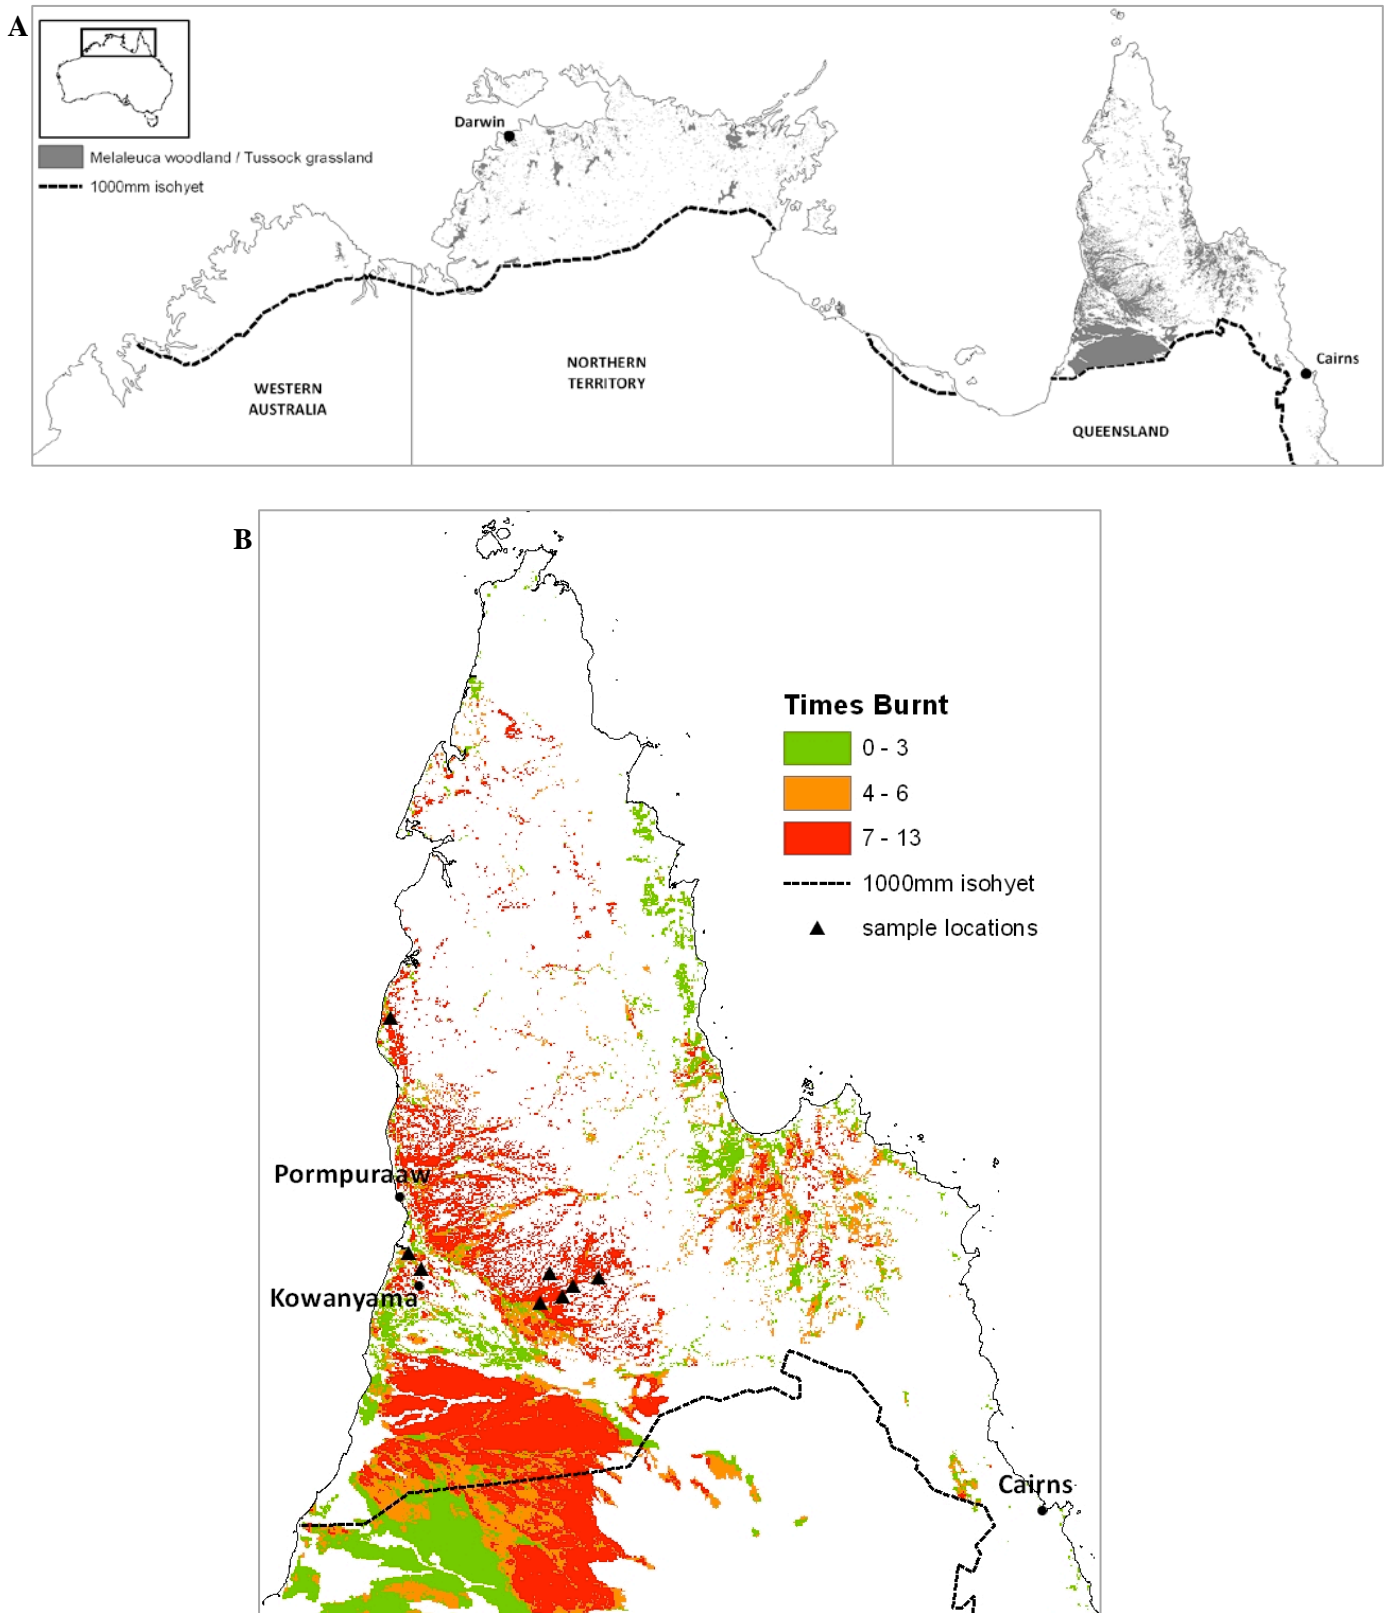 A
Darwin
Melaleuca woodland / Tussock grassland
1000mm isohyet
Cairns
WESTERN
AUSTRALIA
NORTHERN
TERRITORY
QUEENSLAND
B
Times Burnt
0 - 3
4 - 6
7 - 13
1000mm isohyet
sample locations
Pormpuraaw
Kowanyama
Cairns